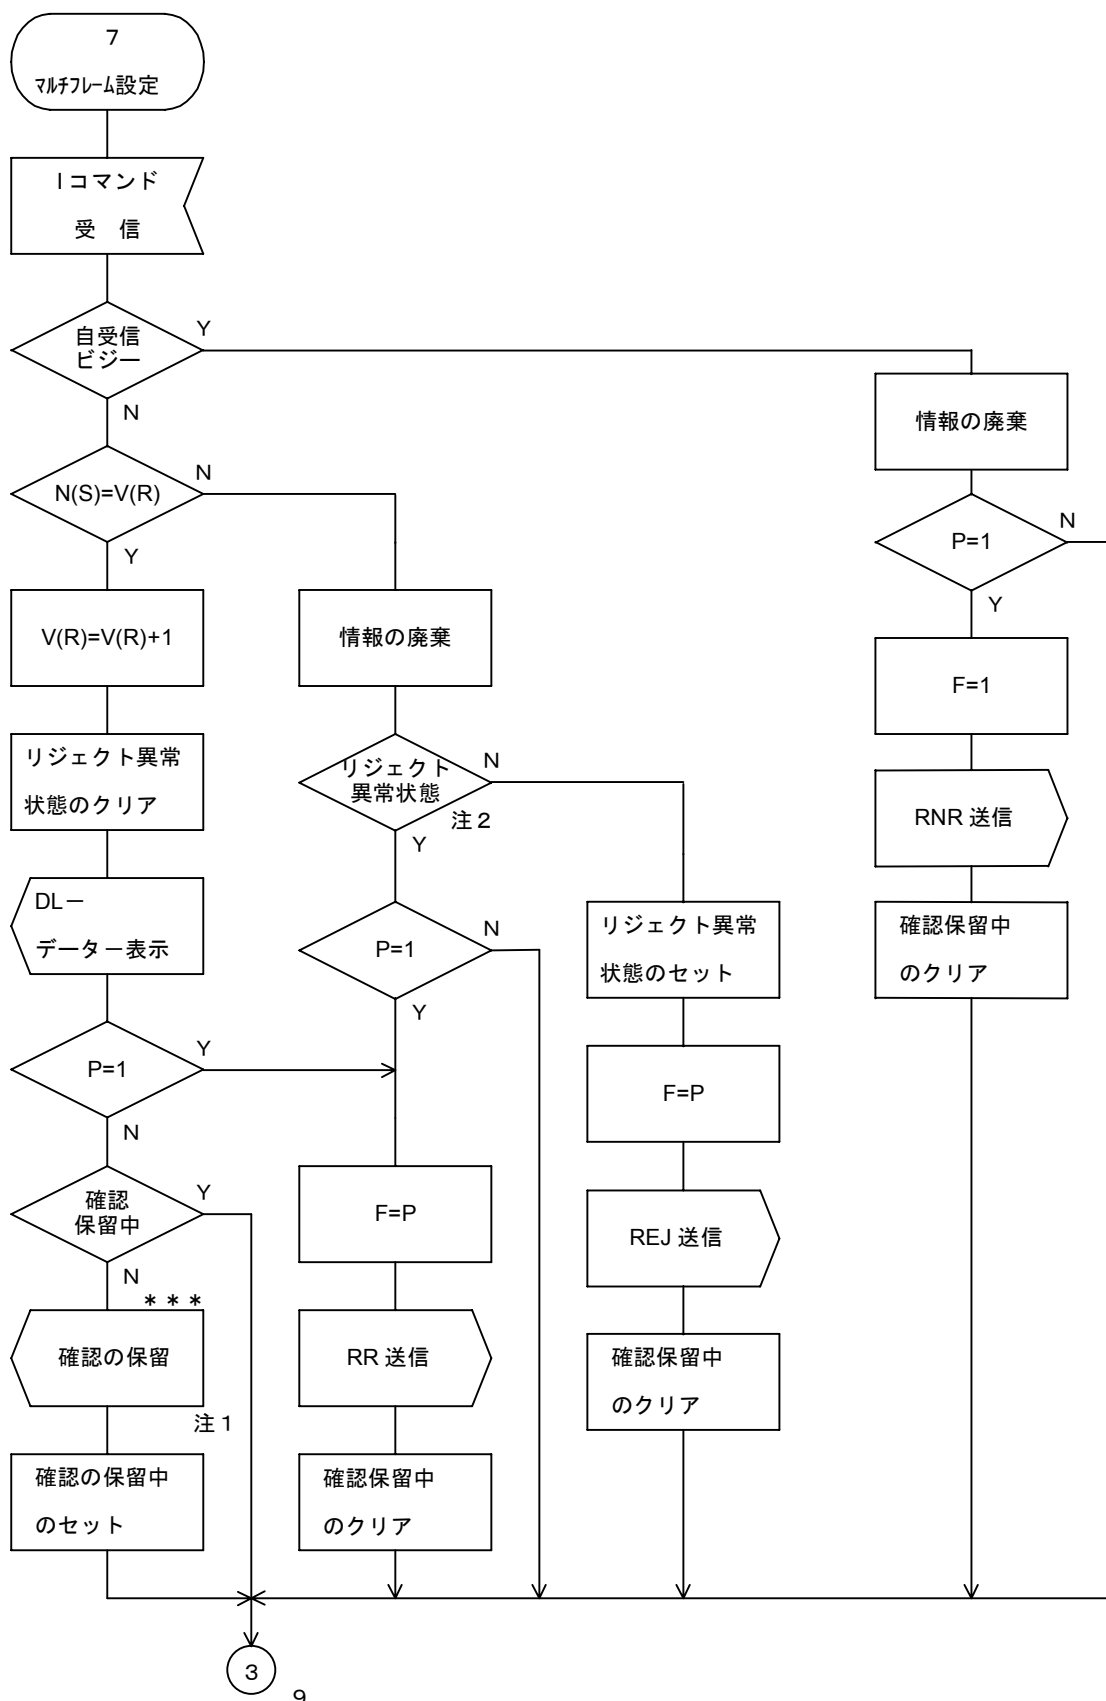 7
マルチフレーム設定
Iコマンド
受 信
自受信
ビジー
Y
N
情報の廃棄
N(S)=V(R)
N
Y
P=1
N
Y
V(R)=V(R)+1
情報の廃棄
F=1
リジェクト異常
状態のクリア
リジェクト
異常状態
N
注2
Y
RNR 送信
DL－
データー表示
P=1
N
Y
リジェクト異常
状態のセット
確認保留中
のクリア
P=1
Y
N
F=P
確認
保留中
Y
N
F=P
REJ 送信
***
確認の保留
注1
RR 送信
確認保留中
のクリア
確認の保留中
のセット
確認保留中
のクリア
3
9